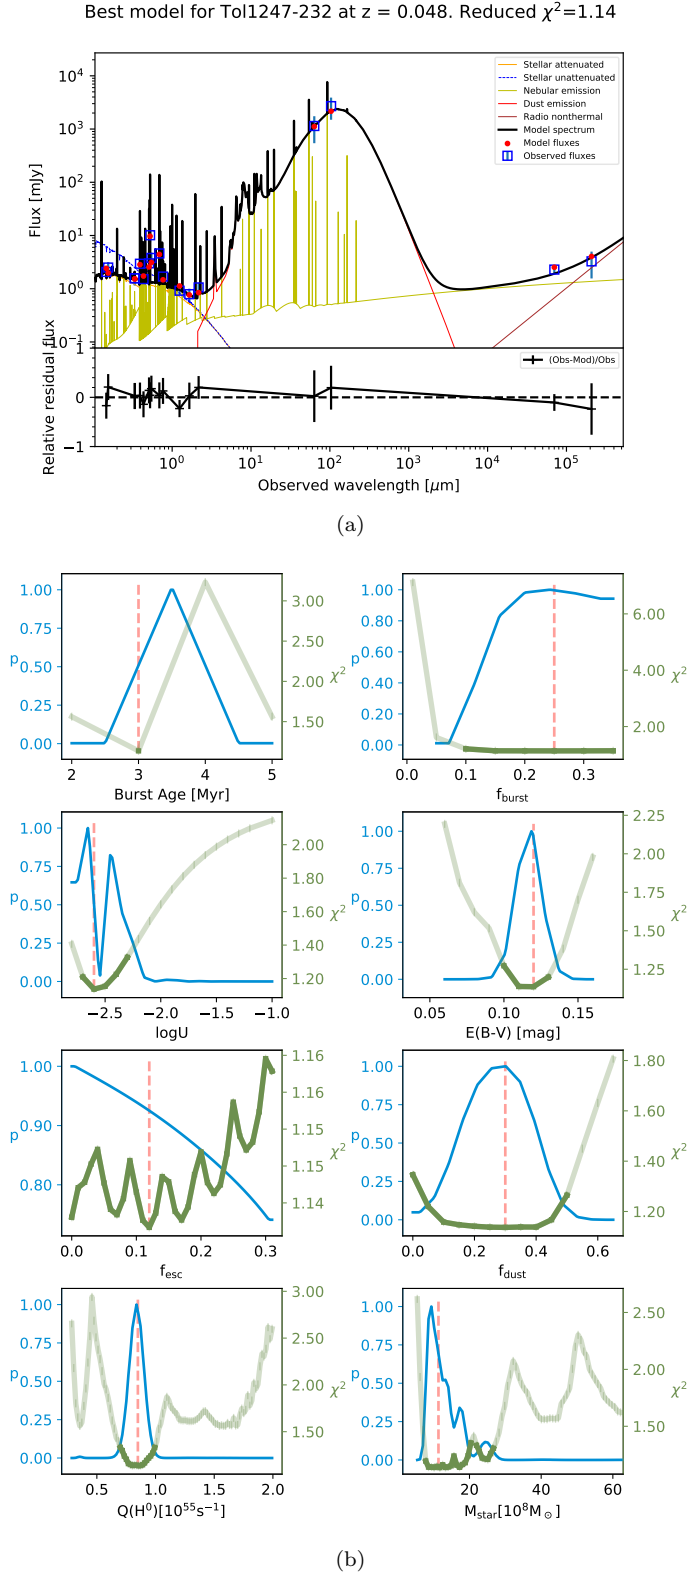 Best model for Tol1247-232 at z = 0.048. Reduced χ²=1.14
Stellar attenuated
Stellar unattenuated
Nebular emission
Dust emission
Radio nonthermal
Model spectrum
Model fluxes
Observed fluxes
Flux [mJy]
10⁴
10³
10²
10¹
10⁰
10⁻¹
Relative residual flux
(Obs-Mod)/Obs
1
0
−1
10⁰ 10¹ 10² 10³ 10⁴ 10⁵
Observed wavelength [μm]
(a)
1.00 0.75 0.50 0.25 0.00
p
3.00 2.50 2.00 1.50
χ²
2 3 4 5
Burst Age [Myr]
1.00 0.80 0.60 0.40 0.20 0.00
p
6.00 4.00 2.00
χ²
0.0 0.1 0.2 0.3
f_burst
1.00 0.75 0.50 0.25 0.00
p
2.00 1.80 1.60 1.40 1.20
χ²
−2.5 −2.0 −1.5 −1.0
logU
1.00 0.75 0.50 0.25 0.00
p
2.25 2.00 1.75 1.50 1.25
χ²
0.05 0.10 0.15
E(B-V) [mag]
1.00 0.90 0.80
p
1.16 1.16 1.15 1.15 1.14
χ²
0.0 0.1 0.2 0.3
f_esc
1.00 0.75 0.50 0.25 0.00
p
1.80 1.60 1.40 1.20
χ²
0.0 0.2 0.4 0.6
f_dust
1.00 0.75 0.50 0.25 0.00
p
3.00 2.50 2.00 1.50
χ²
0.5 1.0 1.5 2.0
Q(H⁰)[10⁵⁵s⁻¹]
1.00 0.75 0.50 0.25 0.00
p
2.50 2.00 1.50
χ²
20 40 60
M_star[10⁸M_⊙]
(b)